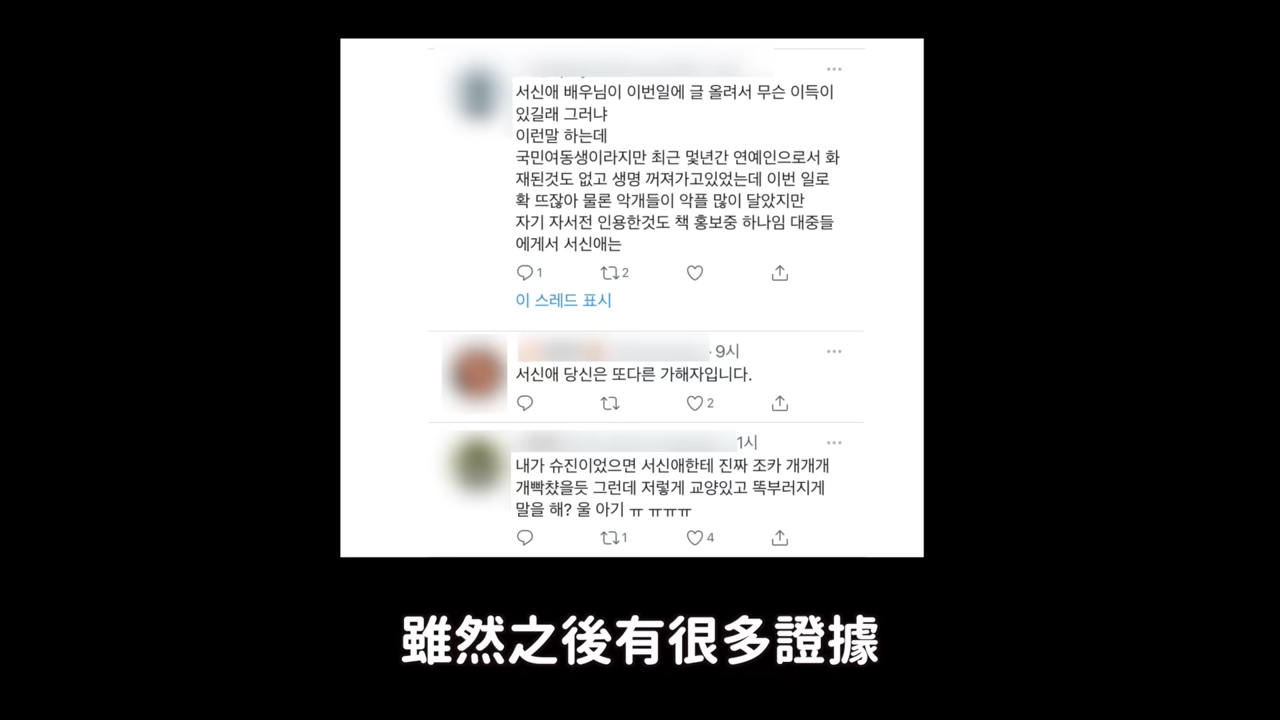 서신애 배우님이 이번일에 글 올려서 무슨 이득이
있길래 그러냐
이런말 하는데
국민여동생이라지만 최근 몇년간 연예인으로서 화
재된것도 없고 생명 꺼져가고있었는데 이번 일로
확 뜨잖아 물론 악개들이 악플 많이 달았지만
자기 자서전 인용한것도 책 홍보중 하나임 대중들
에게서 서신애는
1 2
이 스레드 표시
· 9시
서신애 당신은 또다른 가해자입니다.
2
1시
내가 슈진이었으면 서신애한테 진짜 조카 개개개
개빡챴을듯 그런데 저렇게 교양있고 똑부러지게
말을 해? 울 아기 ㅠ ㅠㅠㅠ
1 4
雖然之後有很多證據